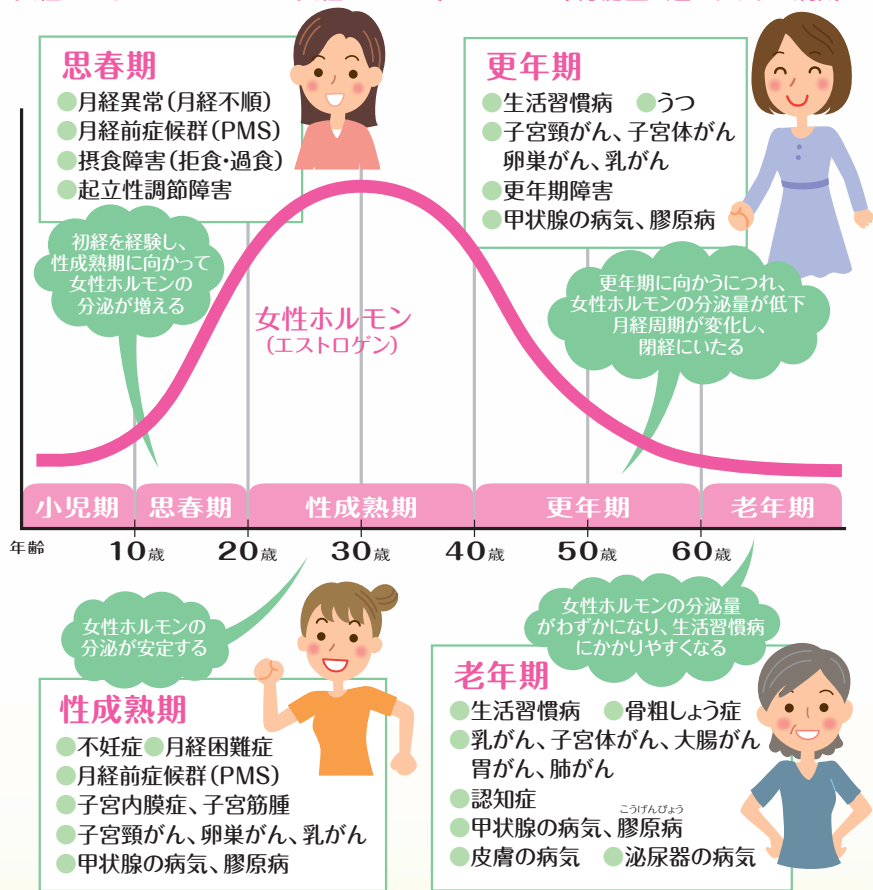 思春期
●月経異常(月経不順)
●月経前症候群(PMS)
●摂食障害(拒食・過食)
●起立性調節障害
更年期
●生活習慣病 ●うつ
●子宮頸がん、子宮体がん
卵巣がん、乳がん
●更年期障害
●甲状腺の病気、膠原病
初経を経験し、
性成熟期に向かって
女性ホルモンの
分泌が増える
女性ホルモン
(エストロゲン)
更年期に向かうにつれ、
女性ホルモンの分泌量が低下
月経周期が変化し、
閉経にいたる
小児期 思春期 性成熟期 更年期 老年期
年齢 10歳 20歳 30歳 40歳 50歳 60歳
女性ホルモンの
分泌が安定する
女性ホルモンの分泌量
がわずかになり、生活習慣病
にかかりやすくなる
性成熟期
●不妊症 ●月経困難症
●月経前症候群(PMS)
●子宮内膜症、子宮筋腫
●子宮頸がん、卵巣がん、乳がん
●甲状腺の病気、膠原病
老年期
●生活習慣病 ●骨粗しょう症
●乳がん、子宮体がん、大腸がん
胃がん、肺がん
●認知症
こうげんびょう
●甲状腺の病気、膠原病
●皮膚の病気 ●泌尿器の病気